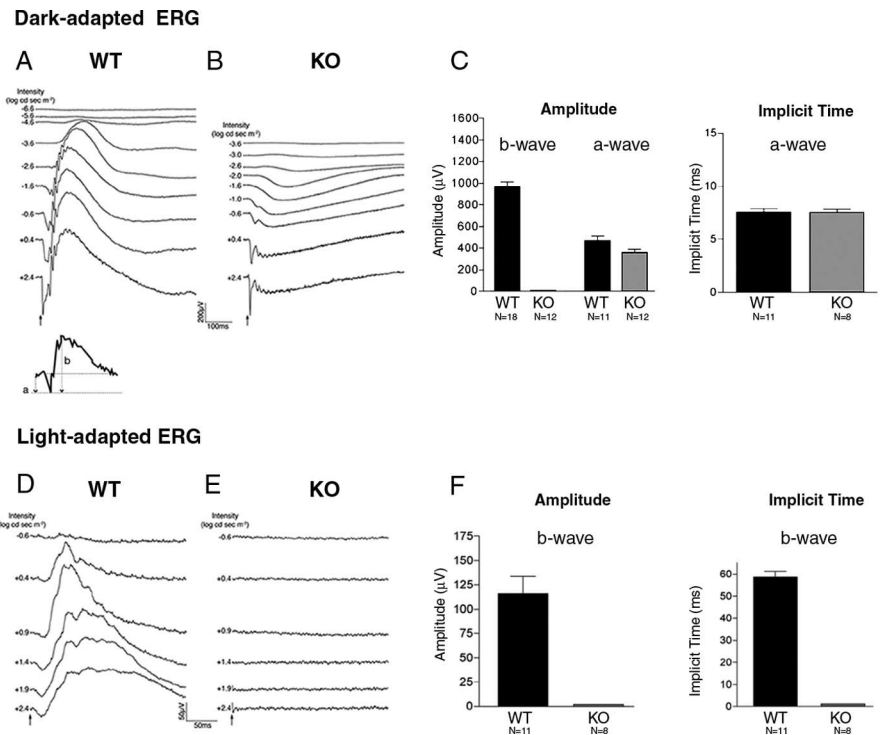 Dark-adapted ERG
A WT
Intensity
(log cd sec m⁻²)
-6.6
-5.6
-4.6
-3.6
-2.6
-1.6
-0.6
+0.4
+2.4
a
b
B KO
Intensity
(log cd sec m⁻²)
-3.6
-3.0
-2.6
-2.0
-1.6
-1.0
-0.6
+0.4
+2.4
200µV
100ms
C
Amplitude
b-wave a-wave
Amplitude (µV)
1600
1400
1200
1000
800
600
400
200
0
WT KO WT KO
N=18 N=12 N=11 N=12
Implicit Time
a-wave
Implicit Time (ms)
15
10
5
0
WT KO
N=11 N=8
Light-adapted ERG
D WT
Intensity
(log cd sec m⁻²)
-0.6
+0.4
+0.9
+1.4
+1.9
+2.4
E KO
Intensity
(log cd sec m⁻²)
-0.6
+0.4
+0.9
+1.4
+1.9
+2.4
50µV
50ms
F
Amplitude
b-wave
Amplitude (µV)
175
150
125
100
75
50
25
0
WT KO
N=11 N=8
Implicit Time
b-wave
Implicit Time (ms)
60
50
40
30
20
10
0
WT KO
N=11 N=8